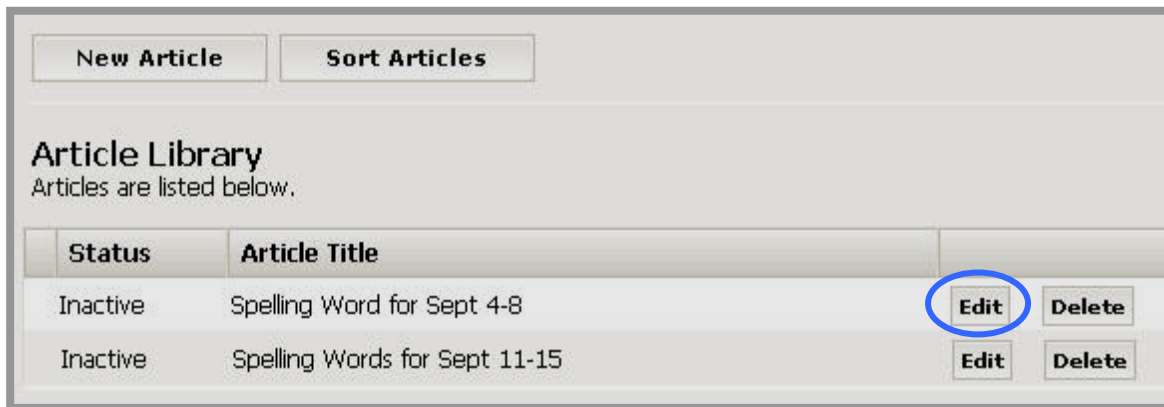 New Article Sort Articles
Article Library
Articles are listed below.
Status Article Title
Inactive Spelling Word for Sept 4-8 Edit Delete
Inactive Spelling Words for Sept 11-15 Edit Delete